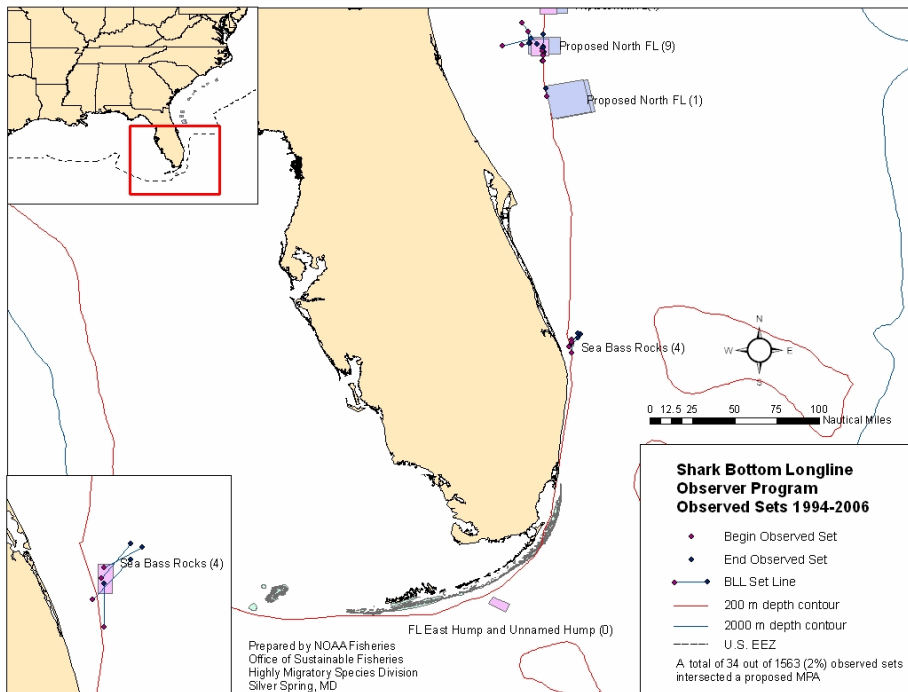 Proposed North FL (9)
Proposed North FL (1)
Sea Bass Rocks (4)
N
W
E
S
0 12.5 25 50 75 100
Nautical Miles
Shark Bottom Longline
Observer Program
Observed Sets 1994-2006
Begin Observed Set
End Observed Set
BLL Set Line
200 m depth contour
2000 m depth contour
U.S. EEZ
A total of 34 out of 1563 (2%) observed sets
intersected a proposed MPA
Sea Bass Rocks (4)
FL East Hump and Unnamed Hump (0)
Prepared by NOAA Fisheries
Office of Sustainable Fisheries
Highly Migratory Species Division
Silver Spring, MD